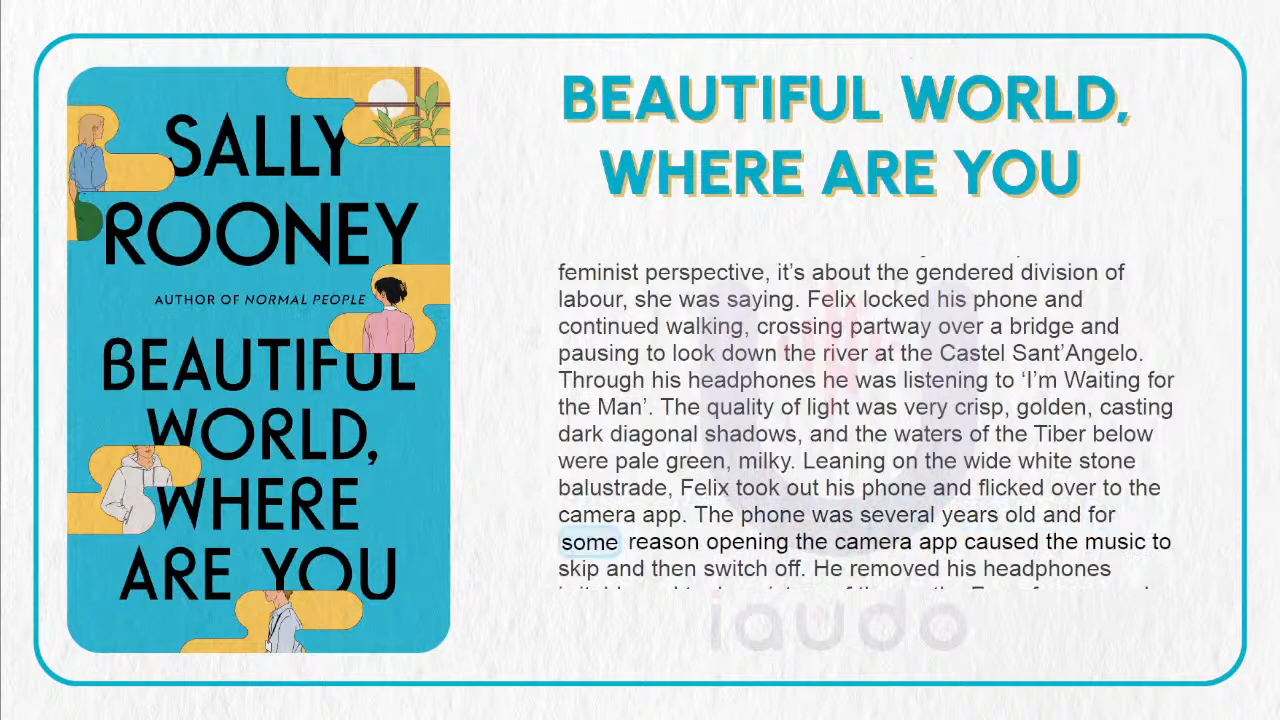 SALLY
ROONEY
AUTHOR OF NORMAL PEOPLE
BEAUTIFUL
WORLD,
WHERE
ARE YOU
BEAUTIFUL WORLD,
WHERE ARE YOU
feminist perspective, it’s about the gendered division of
labour, she was saying. Felix locked his phone and
continued walking, crossing partway over a bridge and
pausing to look down the river at the Castel Sant’Angelo.
Through his headphones he was listening to ‘I’m Waiting for
the Man’. The quality of light was very crisp, golden, casting
dark diagonal shadows, and the waters of the Tiber below
were pale green, milky. Leaning on the wide white stone
balustrade, Felix took out his phone and flicked over to the
camera app. The phone was several years old and for
some reason opening the camera app caused the music to
skip and then switch off. He removed his headphones
iaudo